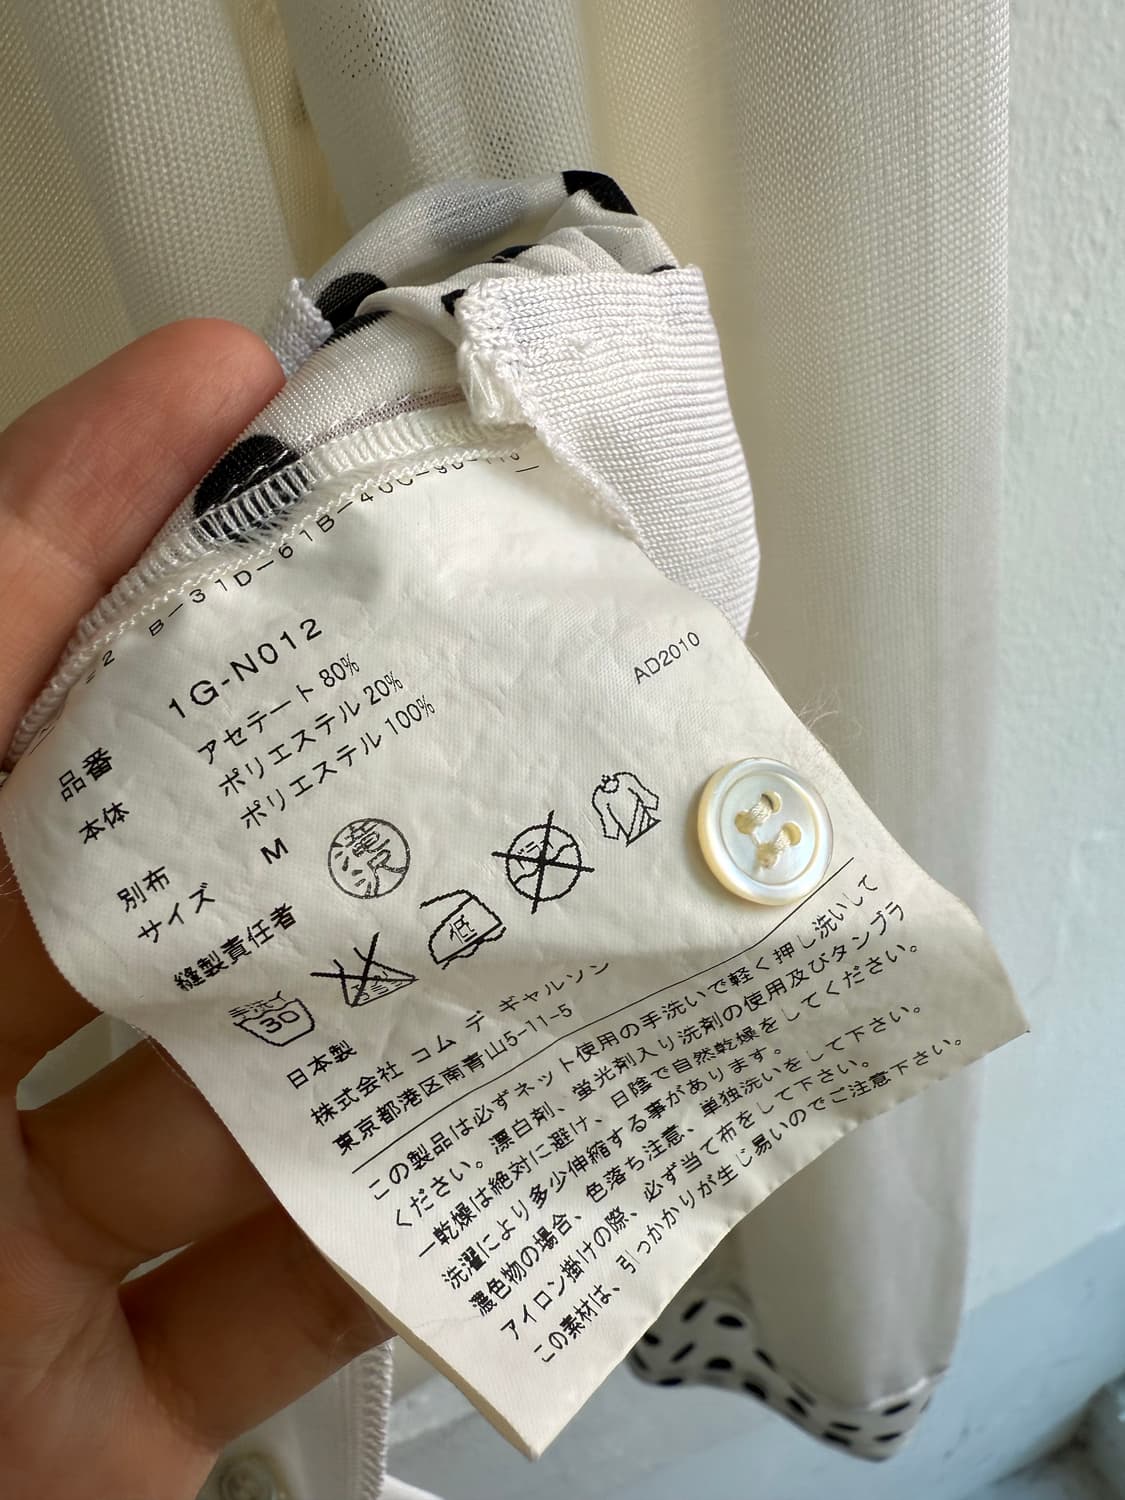 B-31D-61B-40C-9D-110
品番 1G-N012
本体 アセテート 80%
ポリエステル 20%
別布 ポリエステル 100%
サイズ M
縫製責任者 滝沢
AD2010
手洗イ 30
低
日本製
株式会社 コム デ ギャルソン
東京都港区南青山5-11-5
この製品は必ずネット使用の手洗いで軽く押し洗いして
ください。漂白剤、蛍光剤入り洗剤の使用及びタンブラ
ー乾燥は絶対に避け、日陰で自然乾燥をしてください。
洗濯により多少伸縮する事があります。
濃色物の場合、色落ち注意、単独洗いをして下さい。
アイロン掛けの際、必ず当て布をして下さい。
この素材は、引っかかりが生じ易いのでご注意下さい。